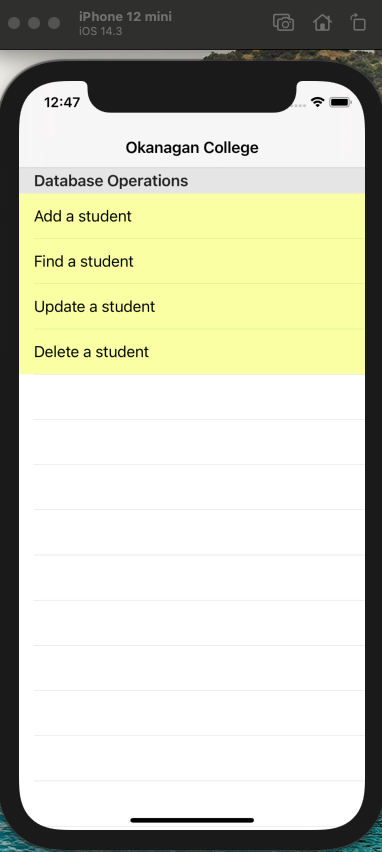 iPhone 12 mini
iOS 14.3
12:47
Okanagan College
Database Operations
Add a student
Find a student
Update a student
Delete a student